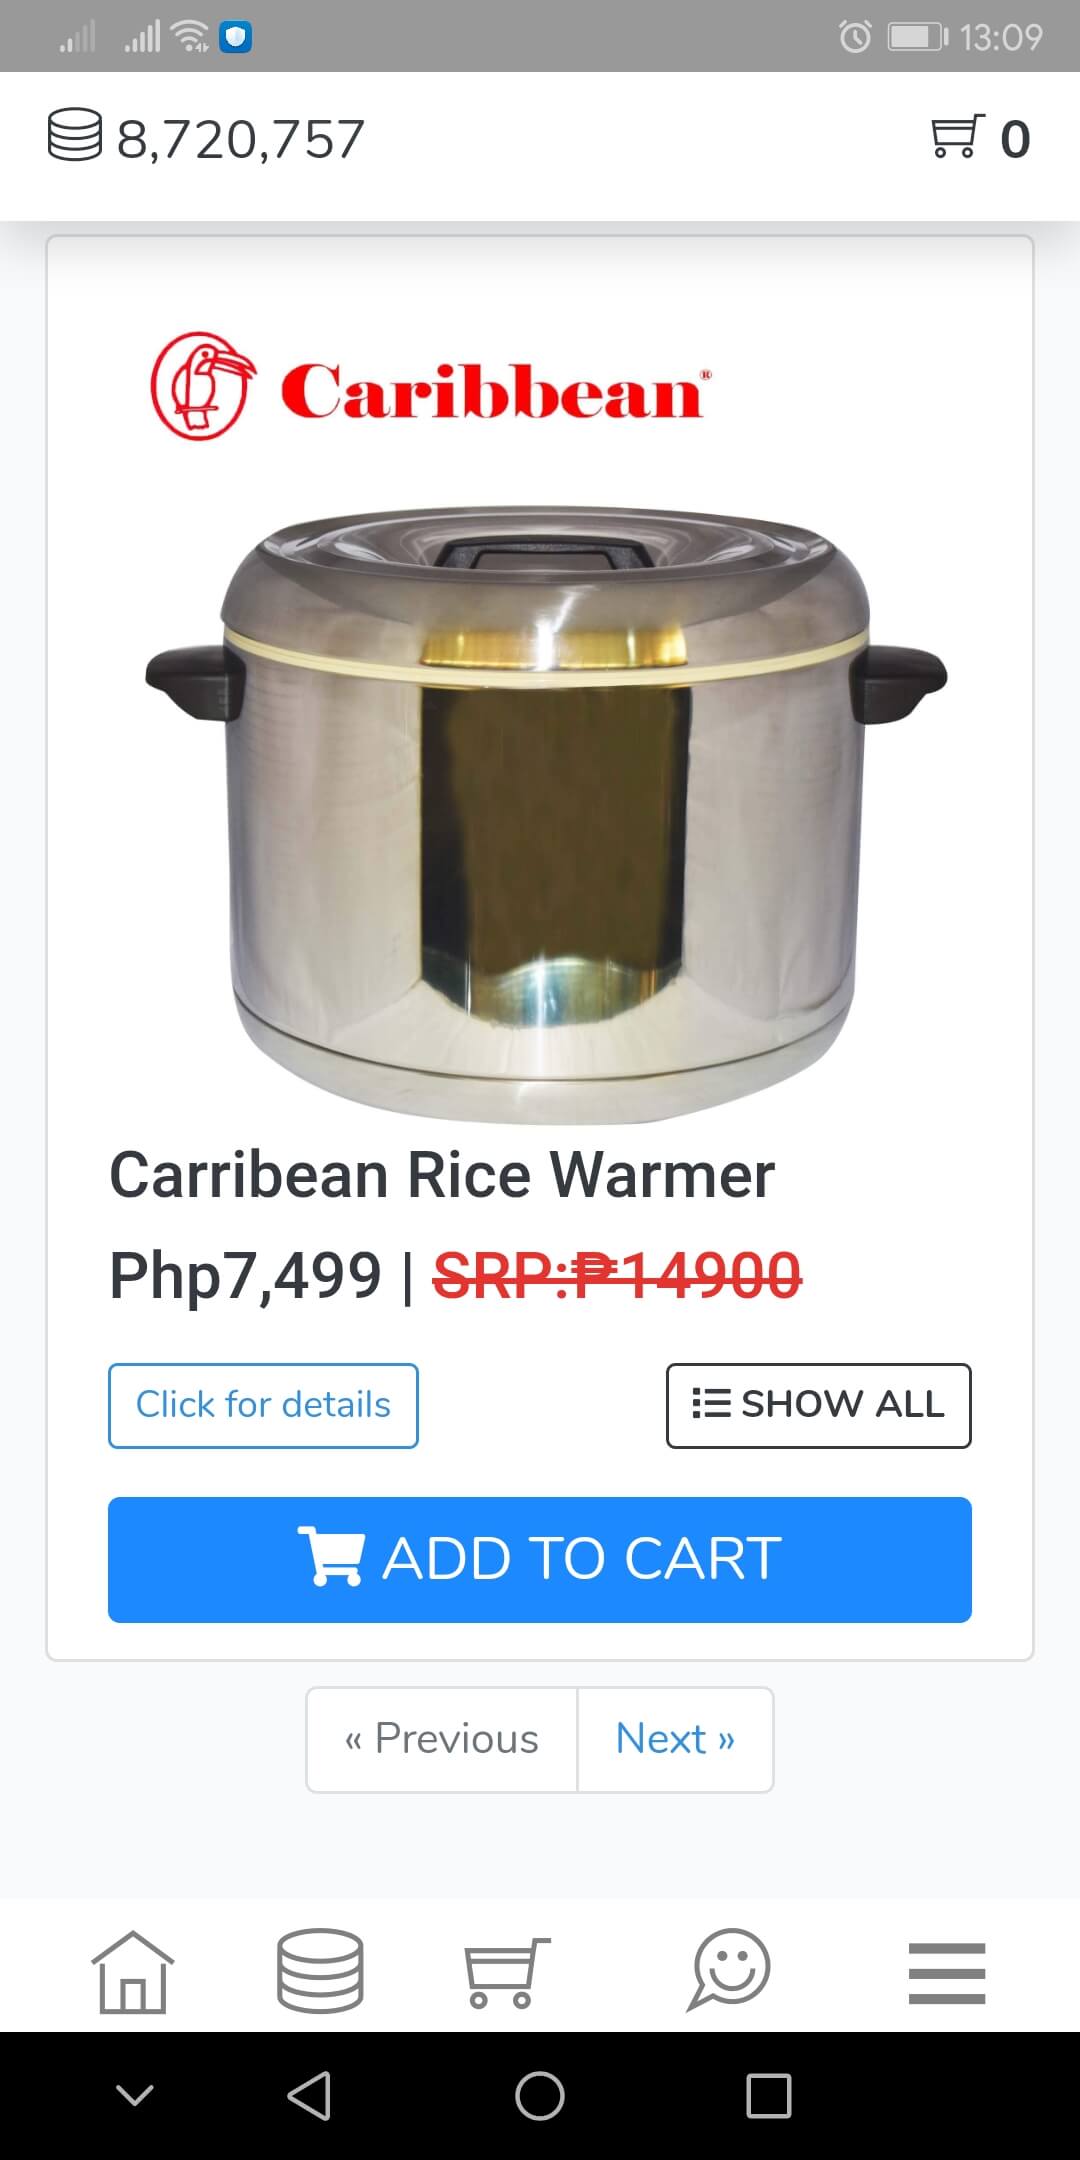 13:09
8,720,757
0
Caribbean®
Carribean Rice Warmer
Php7,499 | SRP:₱14900
Click for details
SHOW ALL
ADD TO CART
« Previous
Next »